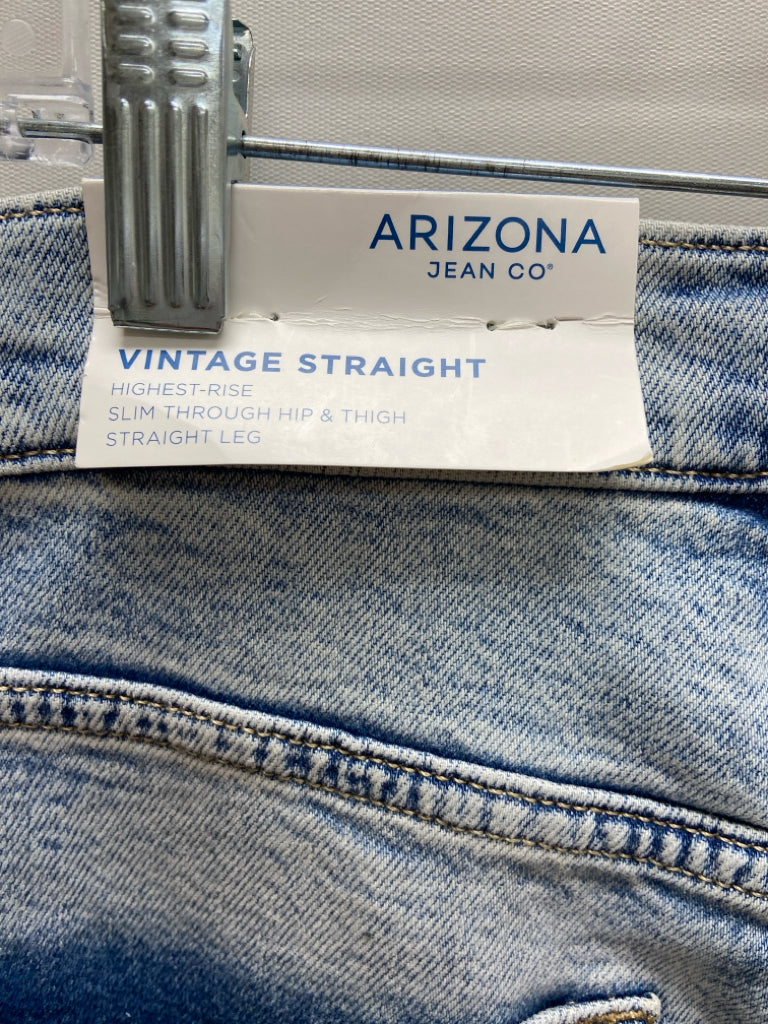 ARIZONA
JEAN CO®
VINTAGE STRAIGHT
HIGHEST-RISE
SLIM THROUGH HIP & THIGH
STRAIGHT LEG